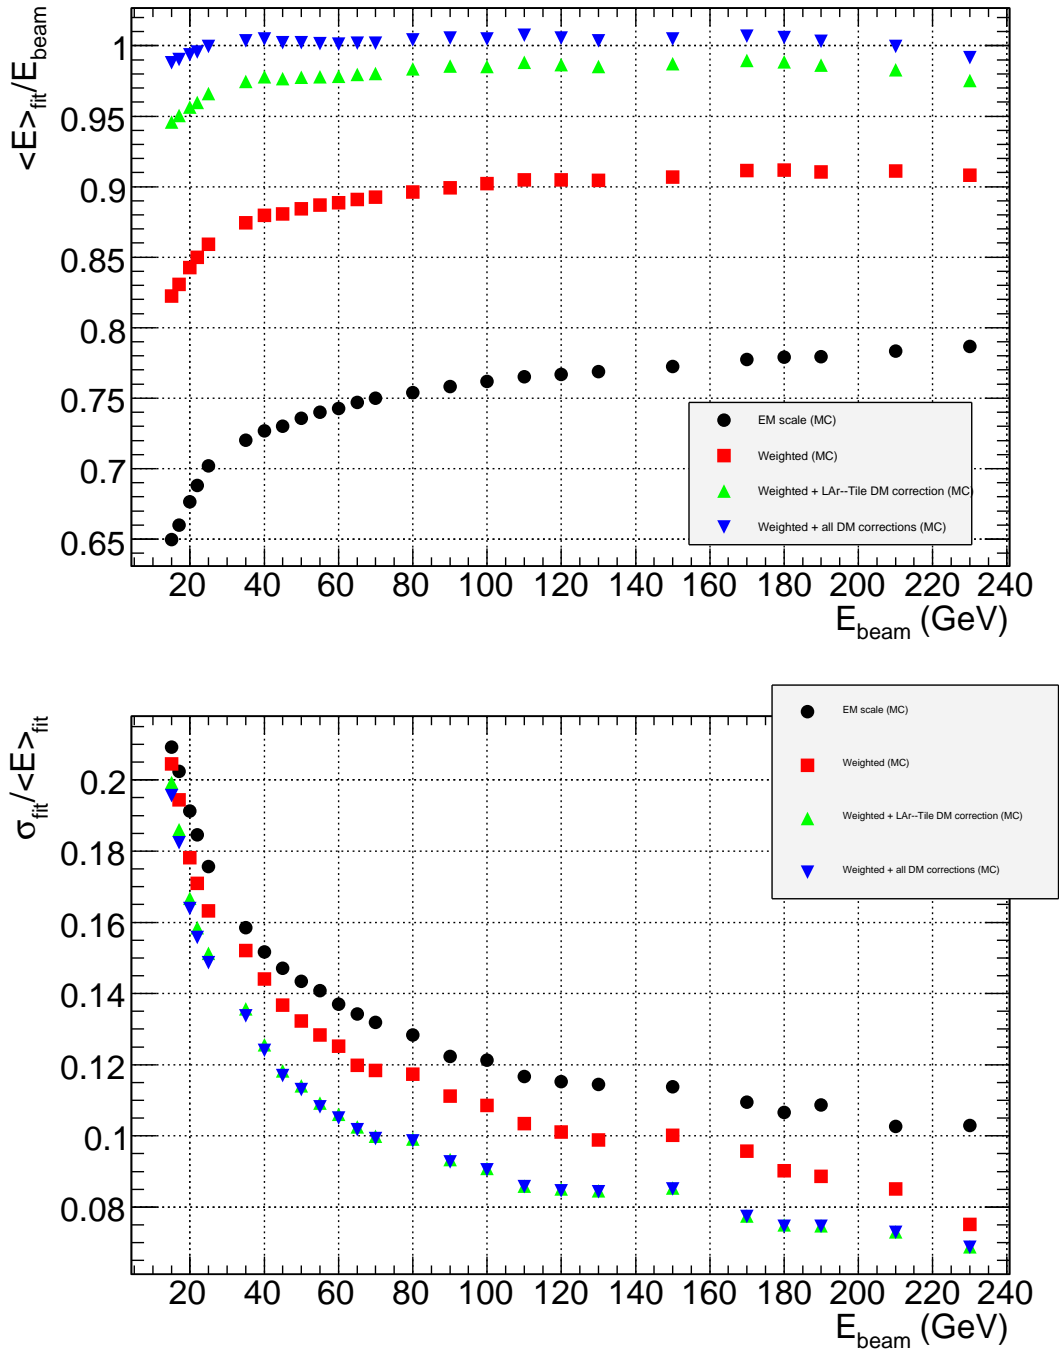 <E>fit/Ebeam
1
0.95
0.9
0.85
0.8
0.75
0.7
0.65
EM scale (MC)
Weighted (MC)
Weighted + LAr--Tile DM correction (MC)
Weighted + all DM corrections (MC)
20 40 60 80 100 120 140 160 180 200 220 240
Ebeam (GeV)
σfit/<E>fit
EM scale (MC)
Weighted (MC)
Weighted + LAr--Tile DM correction (MC)
Weighted + all DM corrections (MC)
0.2
0.18
0.16
0.14
0.12
0.1
0.08
20 40 60 80 100 120 140 160 180 200 220 240
Ebeam (GeV)